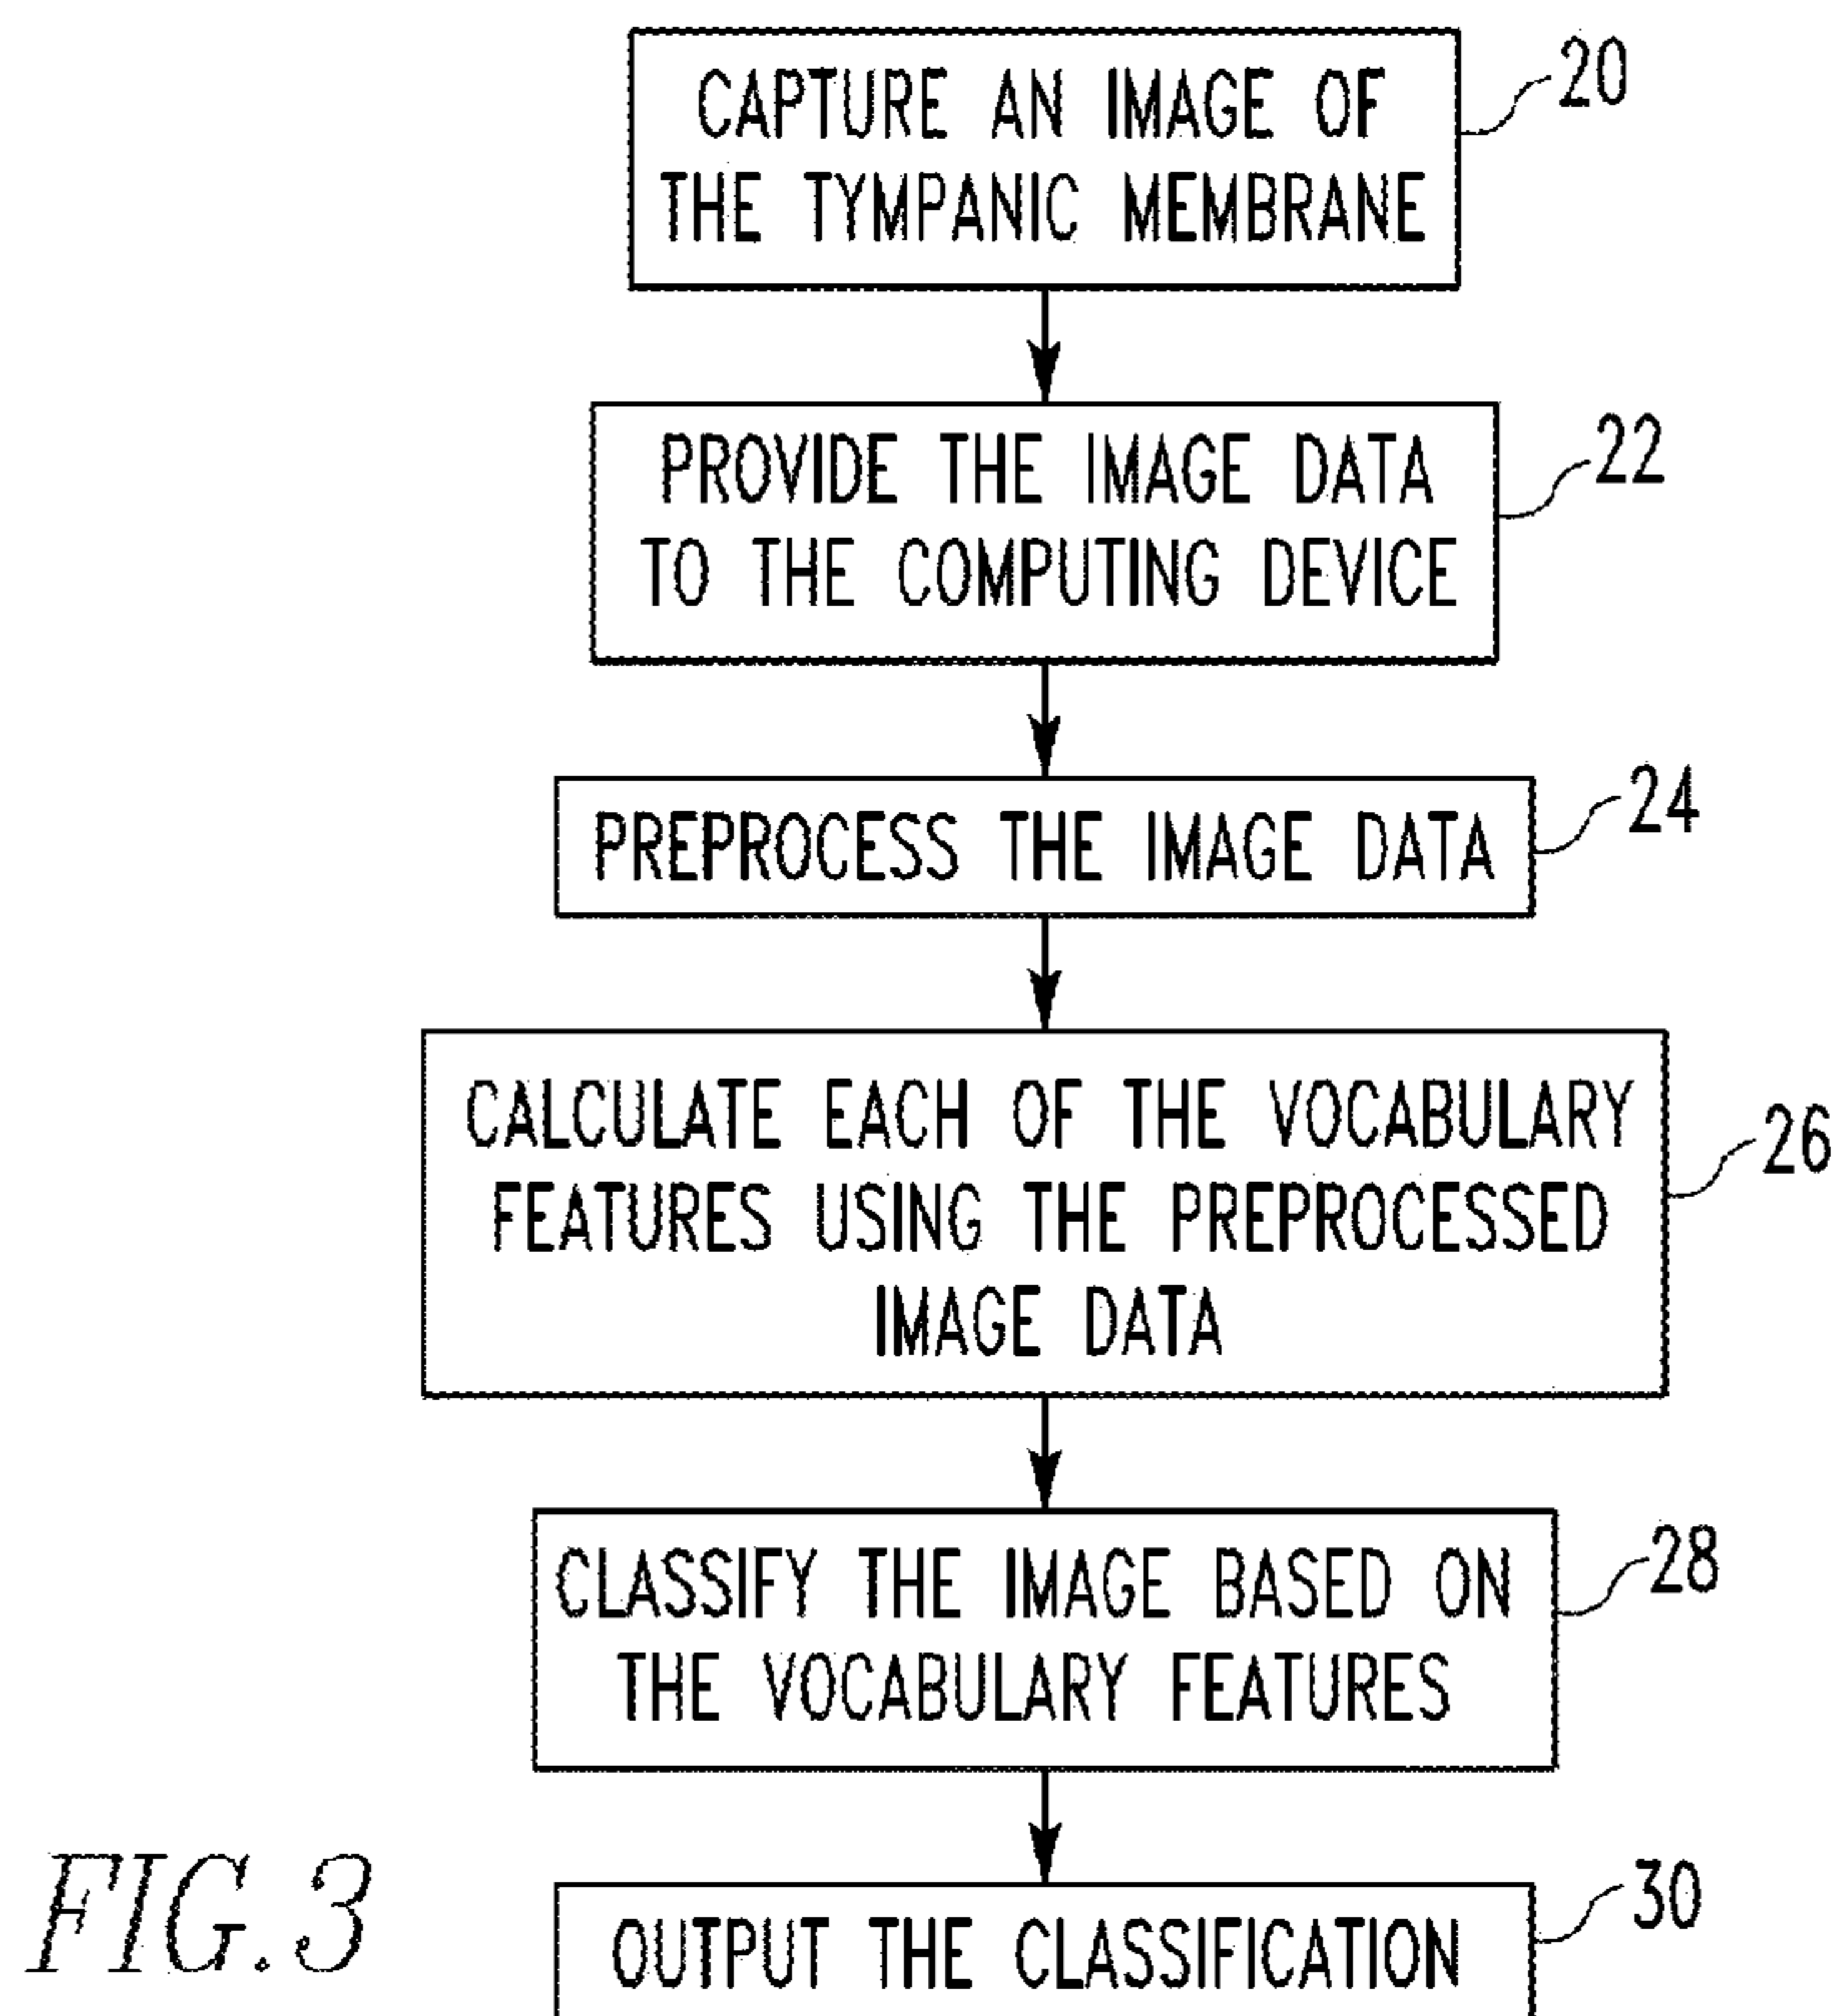 CAPTURE AN IMAGE OF
THE TYMPANIC MEMBRANE
20
PROVIDE THE IMAGE DATA
TO THE COMPUTING DEVICE
22
PREPROCESS THE IMAGE DATA
24
CALCULATE EACH OF THE VOCABULARY
FEATURES USING THE PREPROCESSED
IMAGE DATA
26
CLASSIFY THE IMAGE BASED ON
THE VOCABULARY FEATURES
28
OUTPUT THE CLASSIFICATION
30
FIG.3